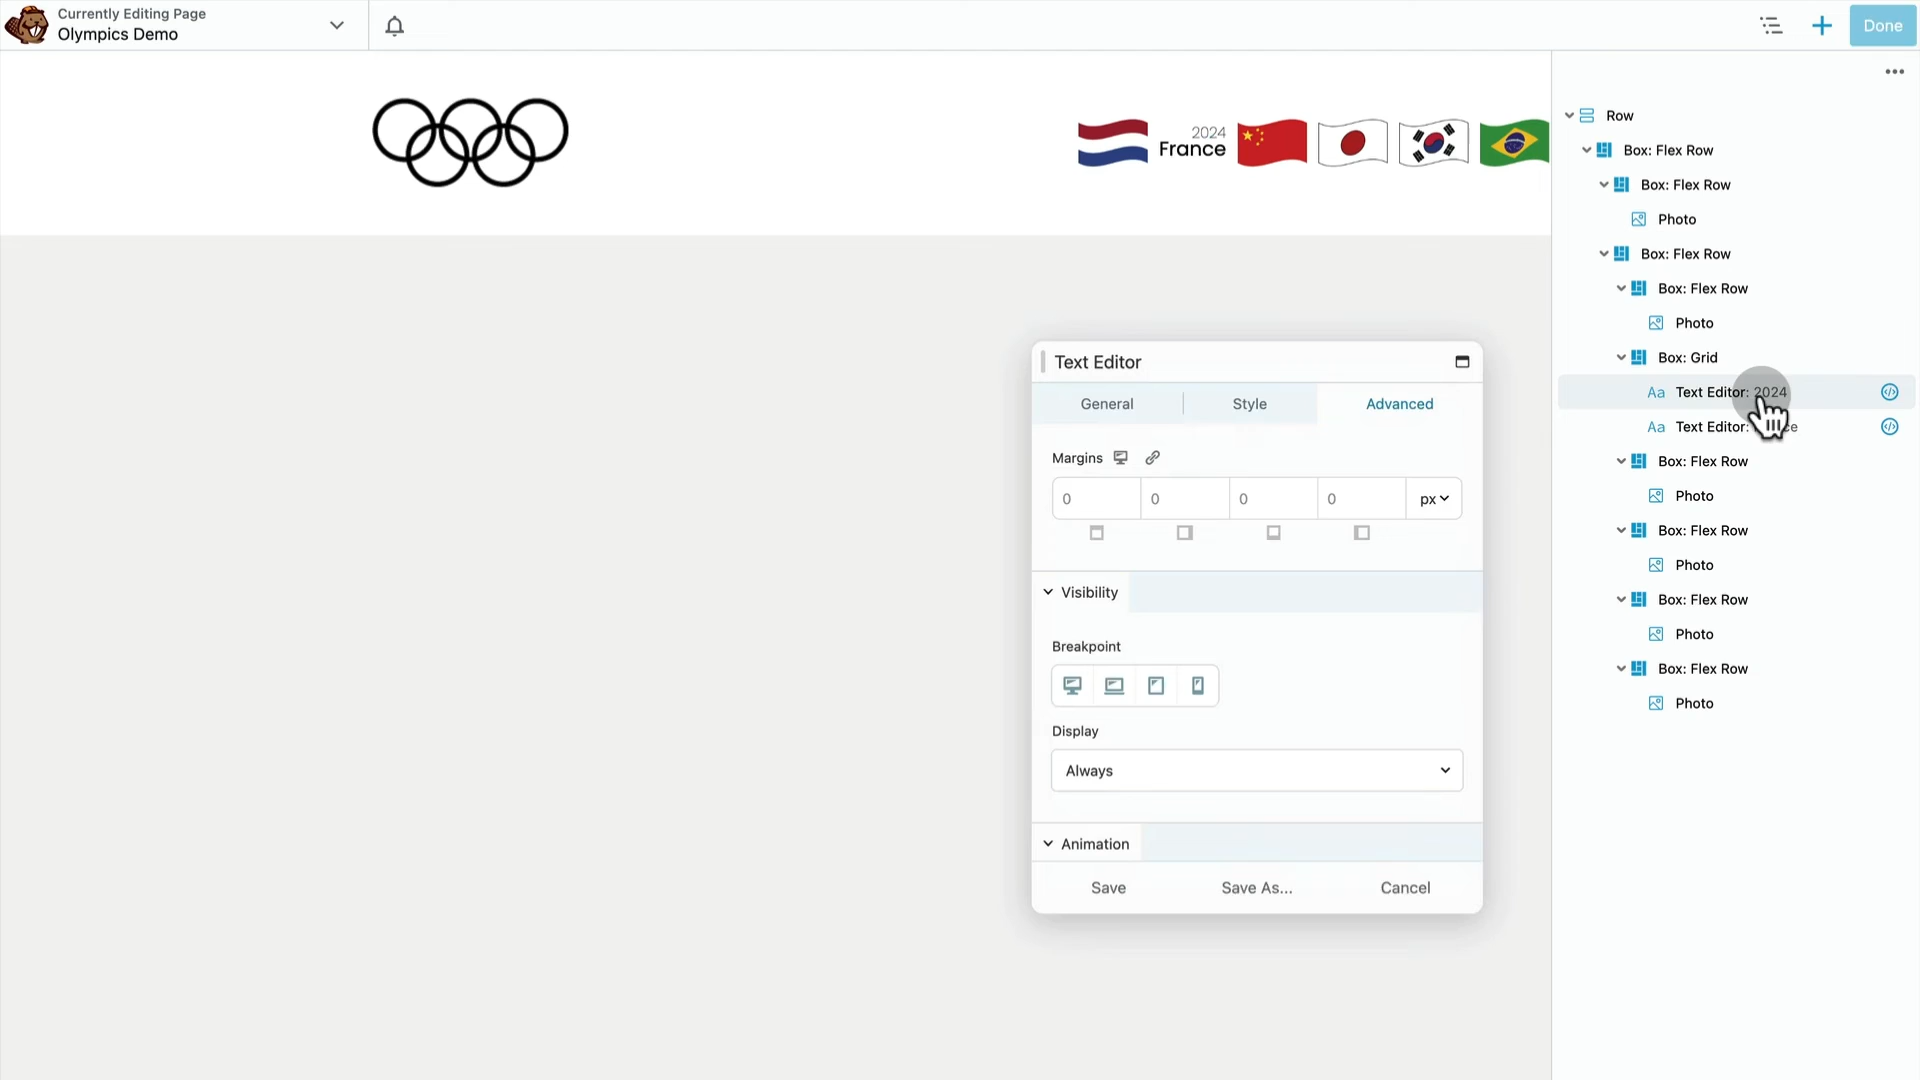 Currently Editing Page
Olympics Demo
Done
2024
France
Row
Box: Flex Row
Box: Flex Row
Photo
Box: Flex Row
Box: Flex Row
Photo
Box: Grid
Aa Text Editor: 2024
Aa Text Editor:
Box: Flex Row
Photo
Box: Flex Row
Photo
Box: Flex Row
Photo
Box: Flex Row
Photo
Text Editor
General Style Advanced
Margins
0 0 0 0 px
Visibility
Breakpoint
Display
Always
Animation
Save Save As... Cancel